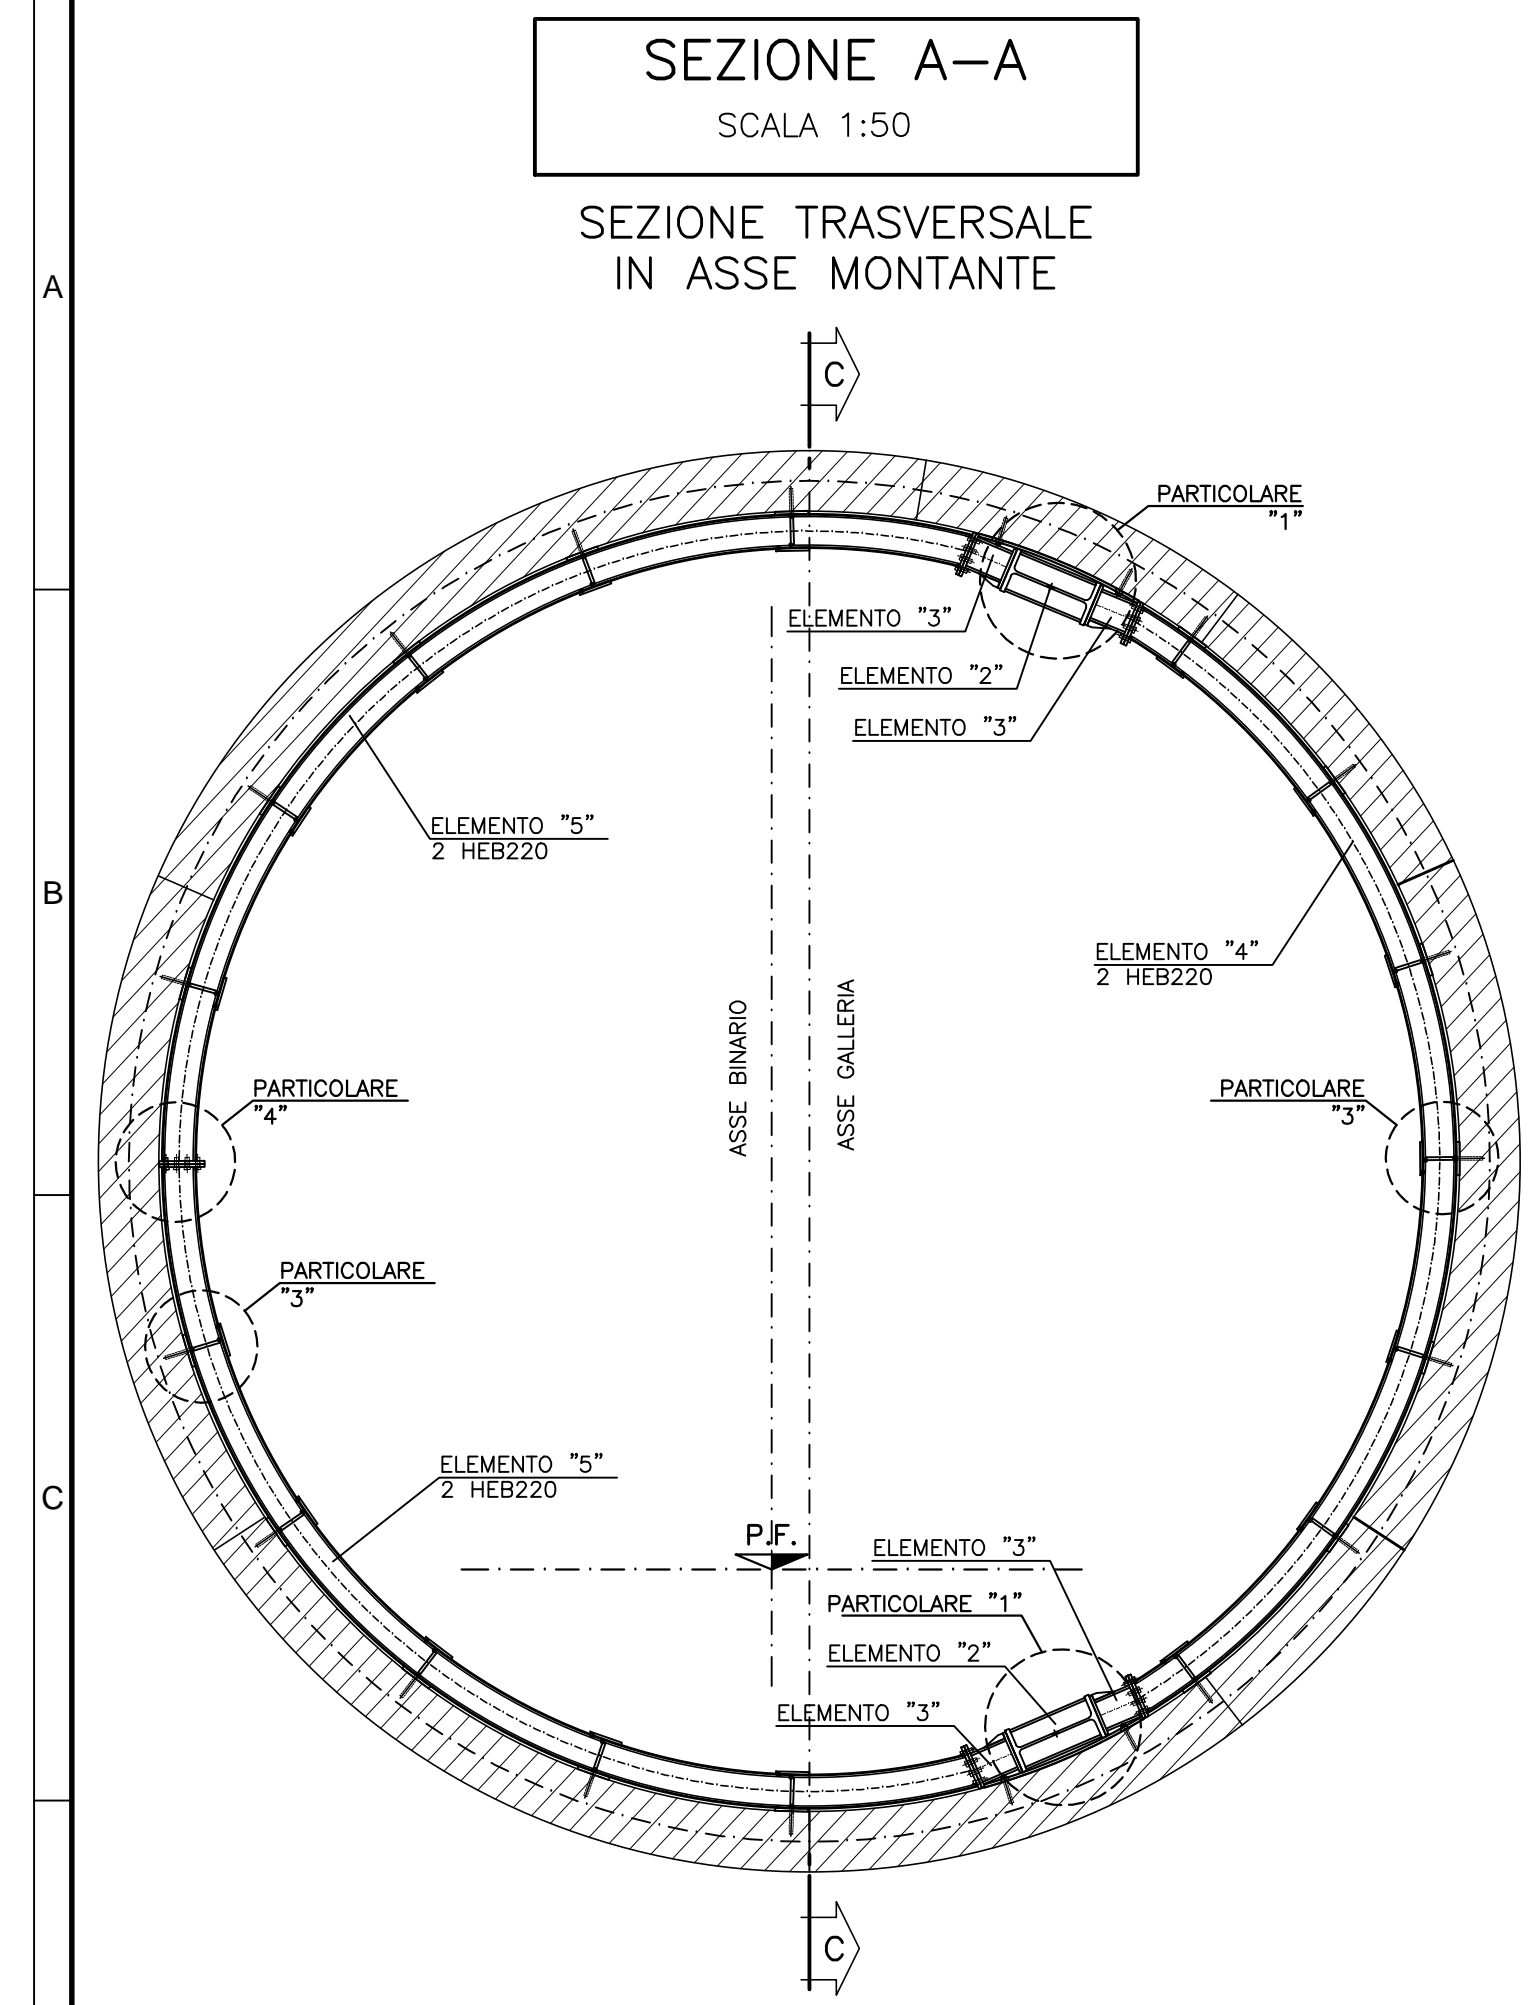 SEZIONE A-A
SCALA 1:50
SEZIONE TRASVERSALE
IN ASSE MONTANTE
A
C
PARTICOLARE
"1"
ELEMENTO "3"
ELEMENTO "2"
ELEMENTO "3"
ELEMENTO "5"
2 HEB220
B
ELEMENTO "4"
2 HEB220
ASSE BINARIO
ASSE GALLERIA
PARTICOLARE
"4"
PARTICOLARE
"3"
PARTICOLARE
"3"
ELEMENTO "5"
2 HEB220
C
P.F.
ELEMENTO "3"
PARTICOLARE "1"
ELEMENTO "2"
ELEMENTO "3"
C